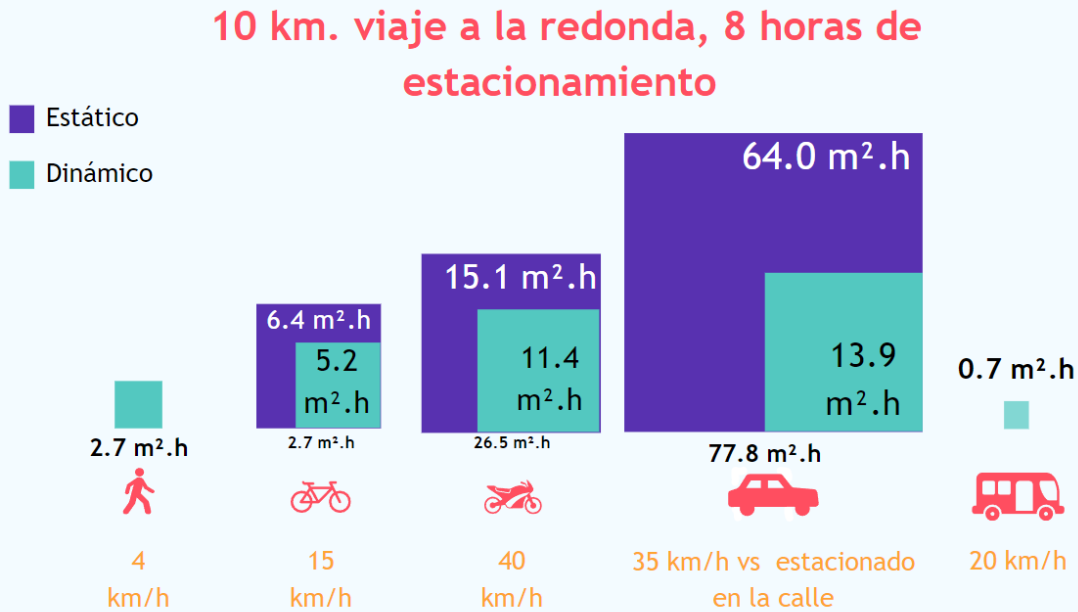 10 km. viaje a la redonda, 8 horas de
estacionamiento
Estático
Dinámico
2.7 m².h
4
km/h
6.4 m².h
5.2
m².h
2.7 m².h
15
km/h
15.1 m².h
11.4
m².h
26.5 m².h
40
km/h
64.0 m².h
13.9
m².h
77.8 m².h
35 km/h vs estacionado
en la calle
0.7 m².h
20 km/h